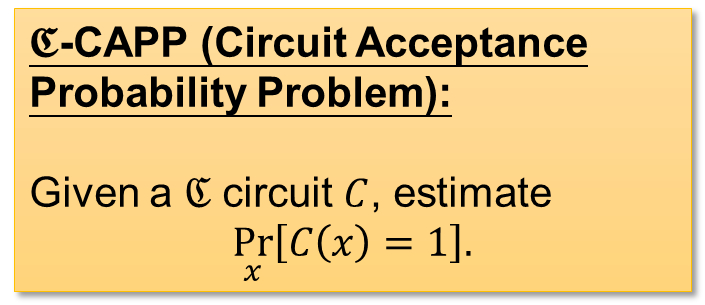 ℭ-CAPP (Circuit Acceptance
Probability Problem):
Given a ℭ circuit 𝐶, estimate
Pr[𝐶(𝑥) = 1].
𝑥